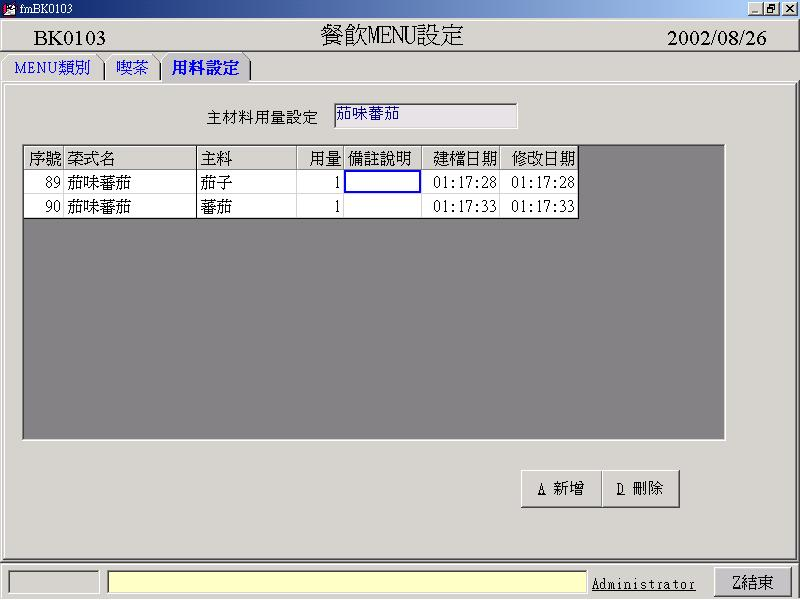 fmBK0103
BK0103 餐飲MENU設定 2002/08/26
MENU類別 喫茶 用料設定
主材料用量設定 茄味蕃茄
序號 菜式名 主料 用量 備註說明 建檔日期 修改日期
89 茄味蕃茄 茄子 1 01:17:28 01:17:28
90 茄味蕃茄 蕃茄 1 01:17:33 01:17:33
A 新增 D 刪除
Administrator Z結束